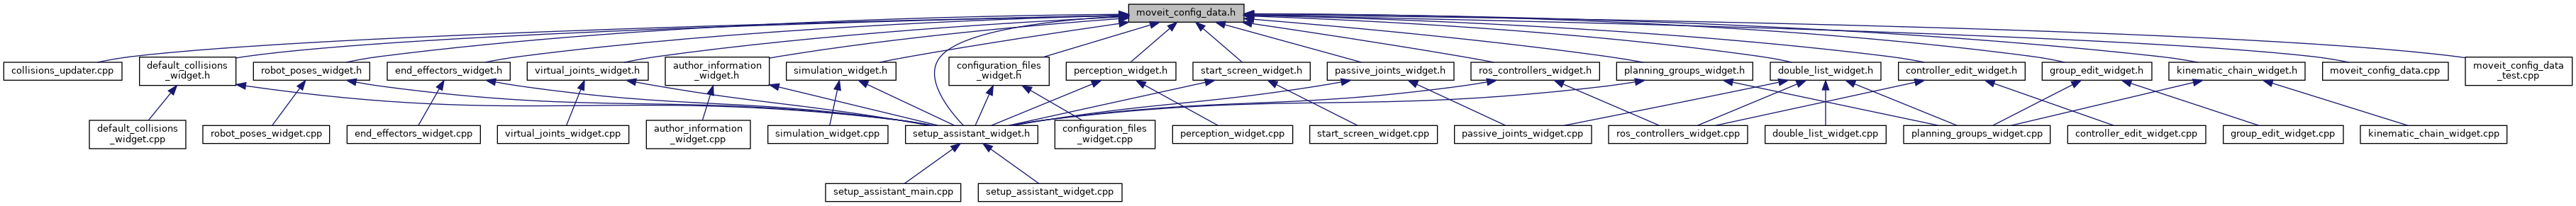 moveit_config_data.h
collisions_updater.cpp
default_collisions
_widget.h
robot_poses_widget.h
end_effectors_widget.h
virtual_joints_widget.h
author_information
_widget.h
simulation_widget.h
configuration_files
_widget.h
perception_widget.h
start_screen_widget.h
passive_joints_widget.h
ros_controllers_widget.h
planning_groups_widget.h
double_list_widget.h
controller_edit_widget.h
group_edit_widget.h
kinematic_chain_widget.h
moveit_config_data.cpp
moveit_config_data
_test.cpp
default_collisions
_widget.cpp
robot_poses_widget.cpp
end_effectors_widget.cpp
virtual_joints_widget.cpp
author_information
_widget.cpp
simulation_widget.cpp
setup_assistant_widget.h
configuration_files
_widget.cpp
perception_widget.cpp
start_screen_widget.cpp
passive_joints_widget.cpp
ros_controllers_widget.cpp
double_list_widget.cpp
planning_groups_widget.cpp
controller_edit_widget.cpp
group_edit_widget.cpp
kinematic_chain_widget.cpp
setup_assistant_main.cpp
setup_assistant_widget.cpp